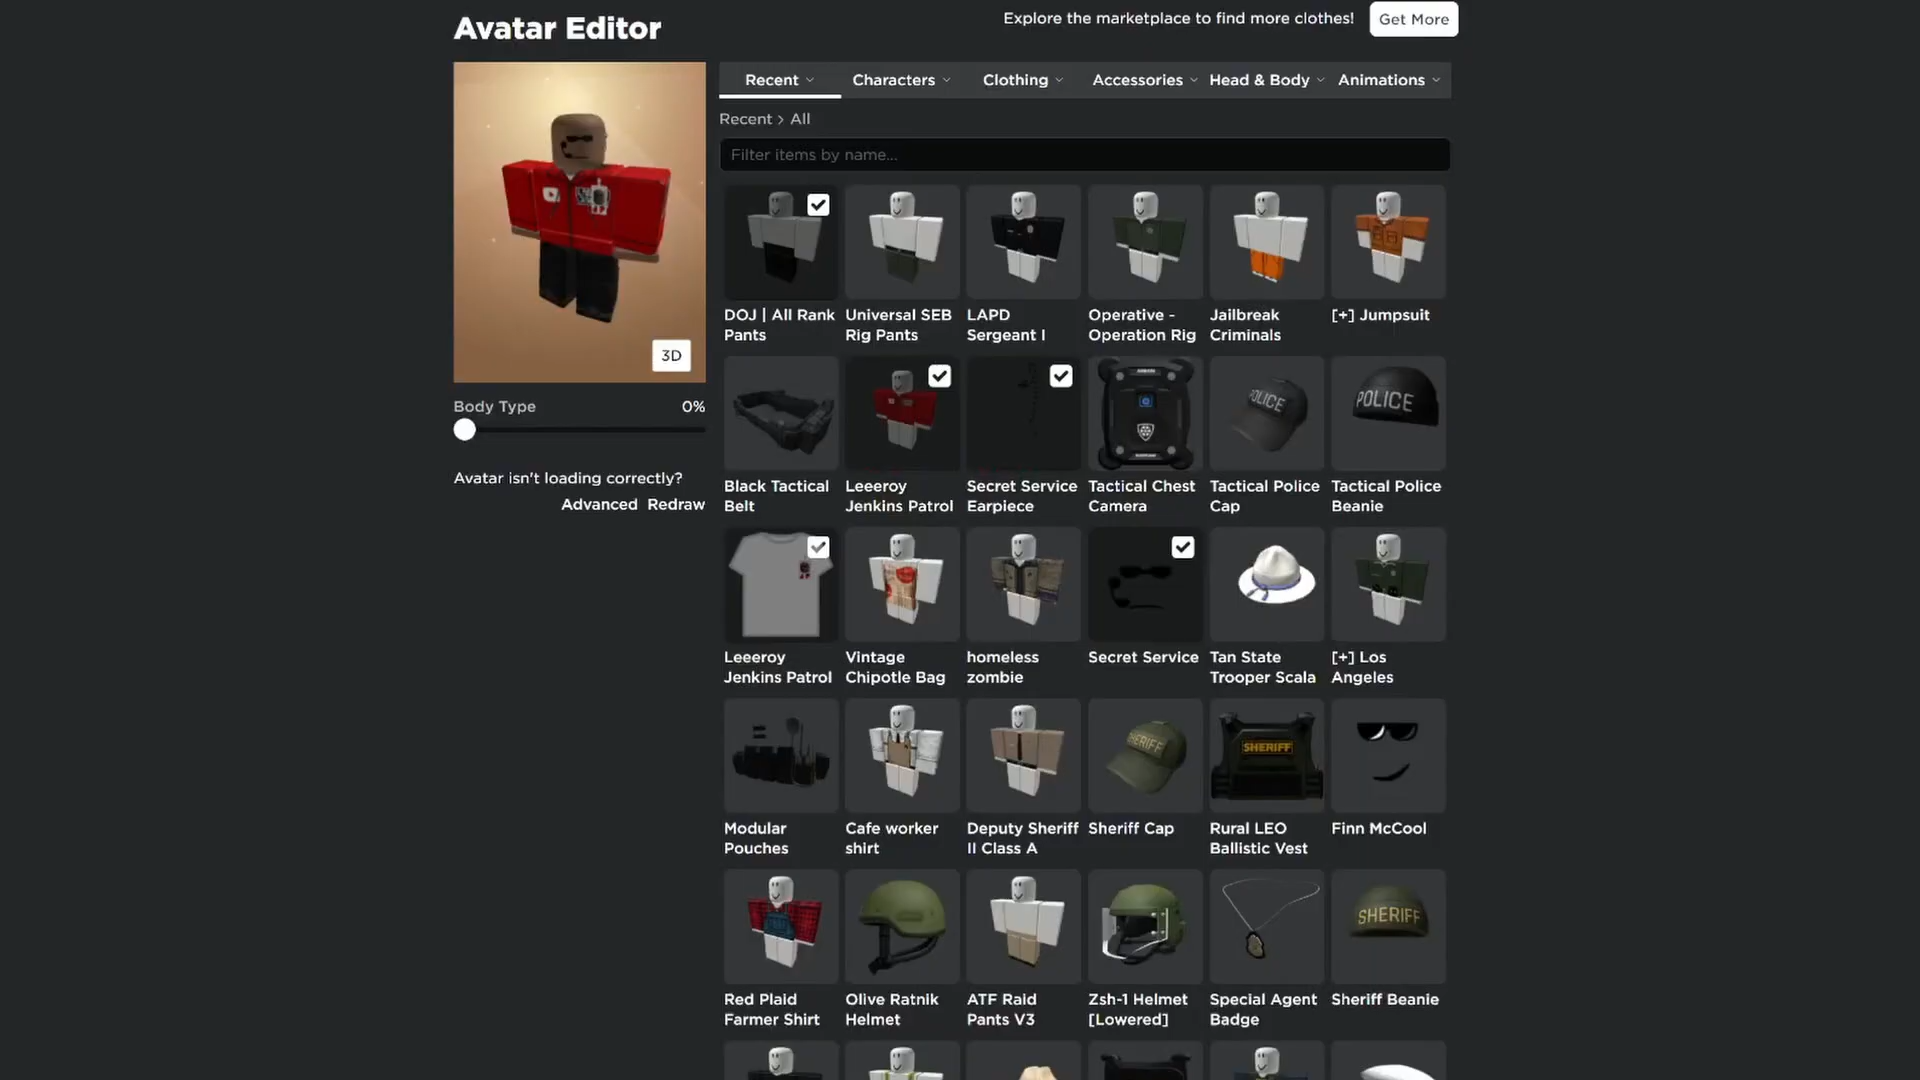 Avatar Editor
Explore the marketplace to find more clothes!
Get More
Recent
Characters
Clothing
Accessories
Head & Body
Animations
Recent > All
Filter items by name...
3D
Body Type
0%
Avatar isn't loading correctly?
Advanced
Redraw
DOJ | All Rank
Pants
Universal SEB
Rig Pants
LAPD
Sergeant I
Operative -
Operation Rig
Jailbreak
Criminals
[+] Jumpsuit
POLICE
POLICE
Black Tactical
Belt
Leeeroy
Jenkins Patrol
Secret Service
Earpiece
Tactical Chest
Camera
Tactical Police
Cap
Tactical Police
Beanie
Leeeroy
Jenkins Patrol
Vintage
Chipotle Bag
homeless
zombie
Secret Service
Tan State
Trooper Scala
[+] Los
Angeles
SHERIFF
SHERIFF
Modular
Pouches
Cafe worker
shirt
Deputy Sheriff
II Class A
Sheriff Cap
Rural LEO
Ballistic Vest
Finn McCool
SHERIFF
Red Plaid
Farmer Shirt
Olive Ratnik
Helmet
ATF Raid
Pants V3
Zsh-1 Helmet
[Lowered]
Special Agent
Badge
Sheriff Beanie